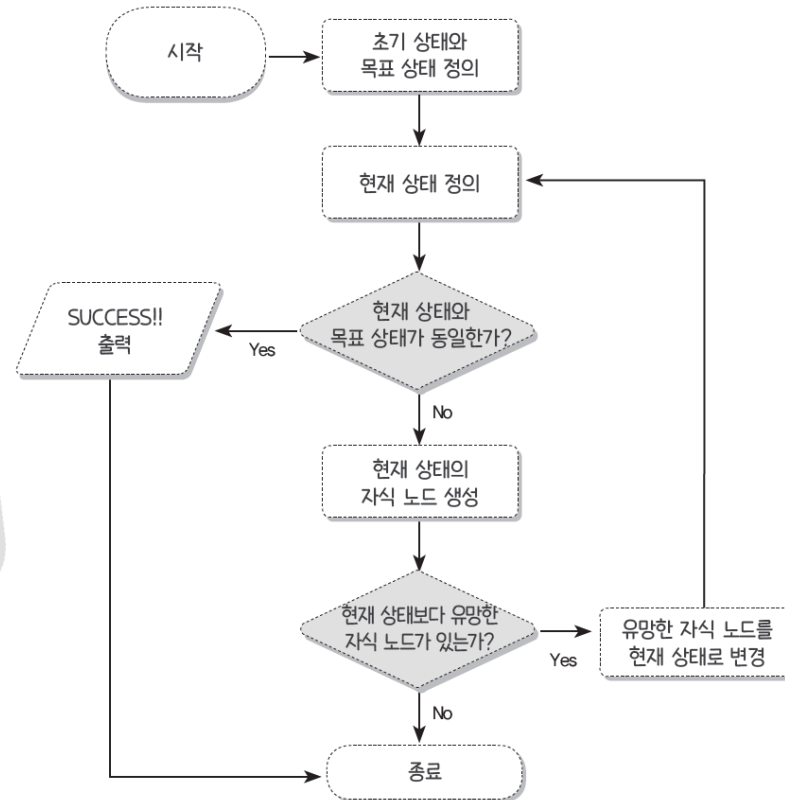 시작
초기 상태와
목표 상태 정의
현재 상태 정의
현재 상태와
목표 상태가 동일한가?
SUCCESS!!
출력
Yes
No
현재 상태의
자식 노드 생성
현재 상태보다 유망한
자식 노드가 있는가?
Yes
유망한 자식 노드를
현재 상태로 변경
No
종료